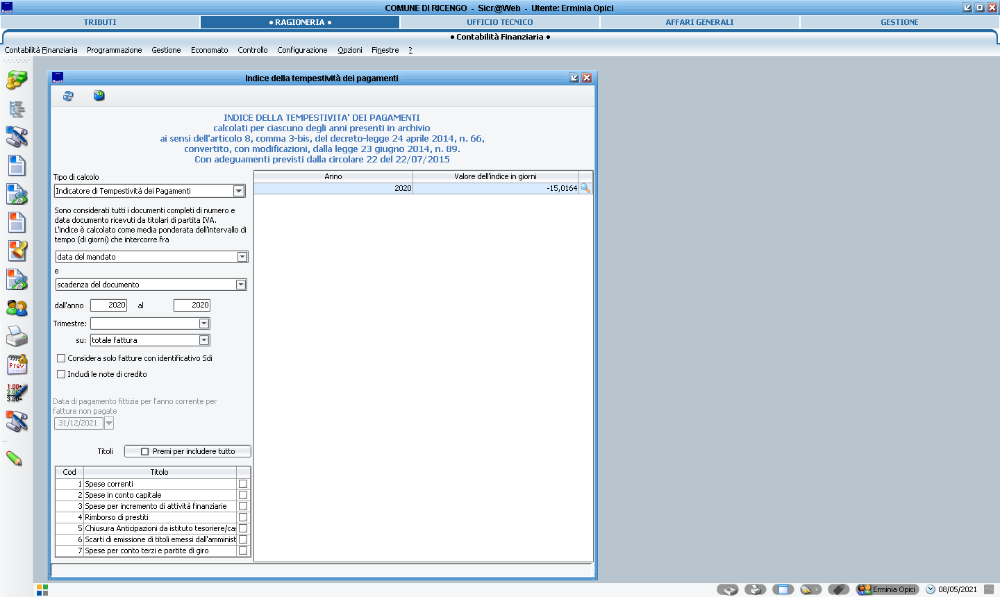 COMUNE DI RICENGO - Sicr@Web - Utente: Erminia Opici
TRIBUTI
• RAGIONERIA •
UFFICIO TECNICO
AFFARI GENERALI
GESTIONE
• Contabilità Finanziaria •
Contabilità Finanziaria Programmazione Gestione Economato Controllo Configurazione Opzioni Finestre ?
Indice della tempestività dei pagamenti
INDICE DELLA TEMPESTIVITA' DEI PAGAMENTI
calcolati per ciascuno degli anni presenti in archivio
ai sensi dell'articolo 8, comma 3-bis, del decreto-legge 24 aprile 2014, n. 66,
convertito, con modificazioni, dalla legge 23 giugno 2014, n. 89.
Con adeguamenti previsti dalla circolare 22 del 22/07/2015
Tipo di calcolo
Indicatore di Tempestività dei Pagamenti
Sono considerati tutti i documenti completi di numero e
data documento ricevuti da titolari di partita IVA.
L'indice è calcolato come media ponderata dell'intervallo di
tempo (di giorni) che intercorre fra
data del mandato
e
scadenza del documento
dall'anno 2020 al 2020
Trimestre:
su: totale fattura
Considera solo fatture con identificativo Sdi
Includi le note di credito
Data di pagamento fittizia per l'anno corrente per
fatture non pagate
31/12/2021
Titoli Premi per includere tutto
Cod Titolo
1 Spese correnti
2 Spese in conto capitale
3 Spese per incremento di attività finanziarie
4 Rimborso di prestiti
5 Chiusura Anticipazioni da istituto tesoriere/cas
6 Scarti di emissione di titoli emessi dall'amminist
7 Spese per conto terzi e partite di giro
Anno Valore dell'indice in giorni
2020 -15,0164
Prev
1.00+
2.00=
3.00=
Erminia Opici 08/05/2021